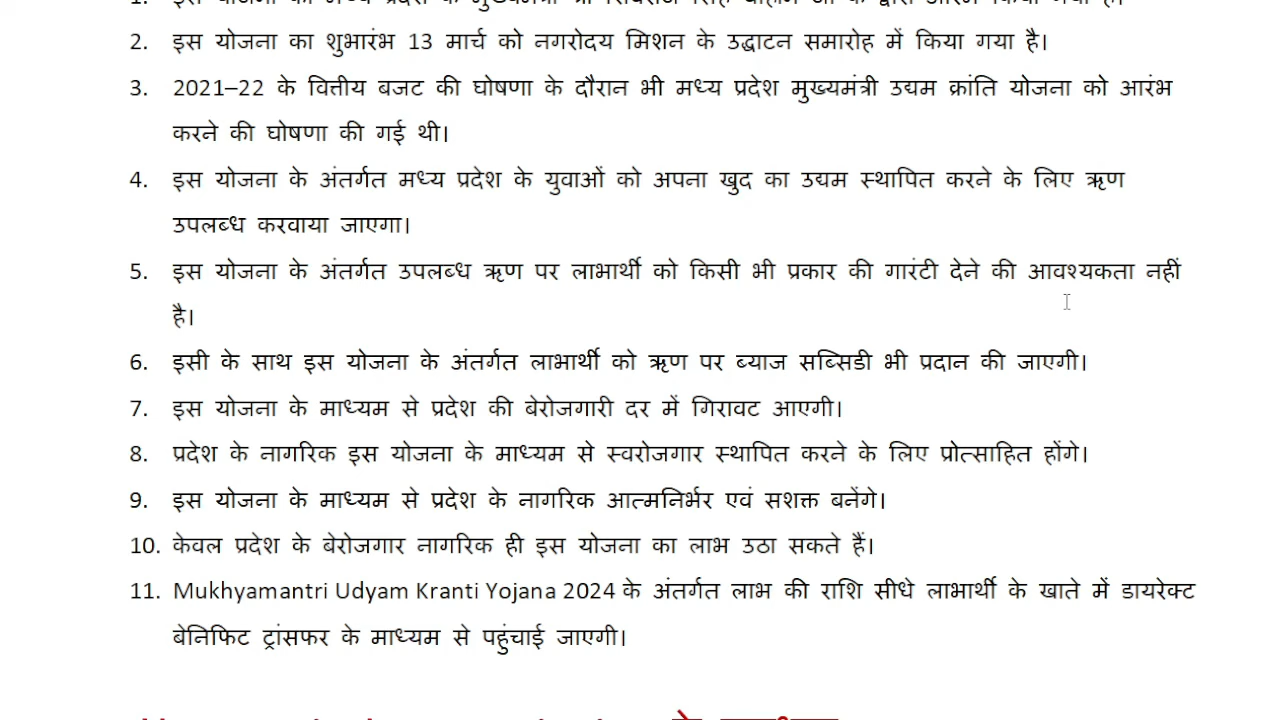 2. इस योजना का शुभारंभ 13 मार्च को नगरोदय मिशन के उद्घाटन समारोह में किया गया है।
3. 2021–22 के वित्तीय बजट की घोषणा के दौरान भी मध्य प्रदेश मुख्यमंत्री उद्यम क्रांति योजना को आरंभ
करने की घोषणा की गई थी।
4. इस योजना के अंतर्गत मध्य प्रदेश के युवाओं को अपना खुद का उद्यम स्थापित करने के लिए ऋण
उपलब्ध करवाया जाएगा।
5. इस योजना के अंतर्गत उपलब्ध ऋण पर लाभार्थी को किसी भी प्रकार की गारंटी देने की आवश्यकता नहीं
है।
6. इसी के साथ इस योजना के अंतर्गत लाभार्थी को ऋण पर ब्याज सब्सिडी भी प्रदान की जाएगी।
7. इस योजना के माध्यम से प्रदेश की बेरोजगारी दर में गिरावट आएगी।
8. प्रदेश के नागरिक इस योजना के माध्यम से स्वरोजगार स्थापित करने के लिए प्रोत्साहित होंगे।
9. इस योजना के माध्यम से प्रदेश के नागरिक आत्मनिर्भर एवं सशक्त बनेंगे।
10. केवल प्रदेश के बेरोजगार नागरिक ही इस योजना का लाभ उठा सकते हैं।
11. Mukhyamantri Udyam Kranti Yojana 2024 के अंतर्गत लाभ की राशि सीधे लाभार्थी के खाते में डायरेक्ट
बेनिफिट ट्रांसफर के माध्यम से पहुंचाई जाएगी।